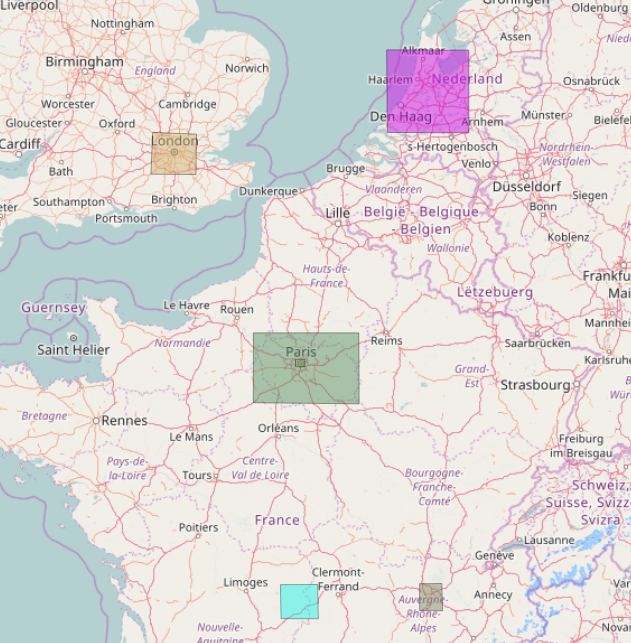 Liverpool
Groningen
Oldenburg
Nottingham
Alkmaar
Assen
Birmingham
England
Norwich
Haarlem
Nederland
Osnabrück
Worcester
Cambridge
Gloucester
Oxford
Den Haag
Arnhem
Münster
Cardiff
London
's-Hertogenbosch
Nordrhein-
Westfalen
Bath
Brugge
Venlo
Southampton
Brighton
Dunkerque
Vlaanderen
Düsseldorf
Siegen
Portsmouth
Lille
België - Belgique
- Belgien
Bonn
Koblenz
Wallonie
Hauts-de-
France
Frankfu
Mai
Guernsey
Le Havre
Rouen
Lëtzebuerg
Mannhei
Saint Helier
Normandie
Paris
Reims
Saarbrücken
Karlsruhe
Grand-
Est
Strasbourg
Bretagne
Rennes
Orléans
Le Mans
Freiburg
im Breisgau
Pays-de-
la-Loire
Tours
Centre-
Val de Loire
Bourgogne-
Franche-
Comté
Schweiz,
Suisse, Svizz
Svizra
France
Poitiers
Lausanne
Genève
Limoges
Clermont-
Ferrand
Annecy
Auvergne-
Rhône-
Alpes
Nouvelle-
Aquitaine
Novar